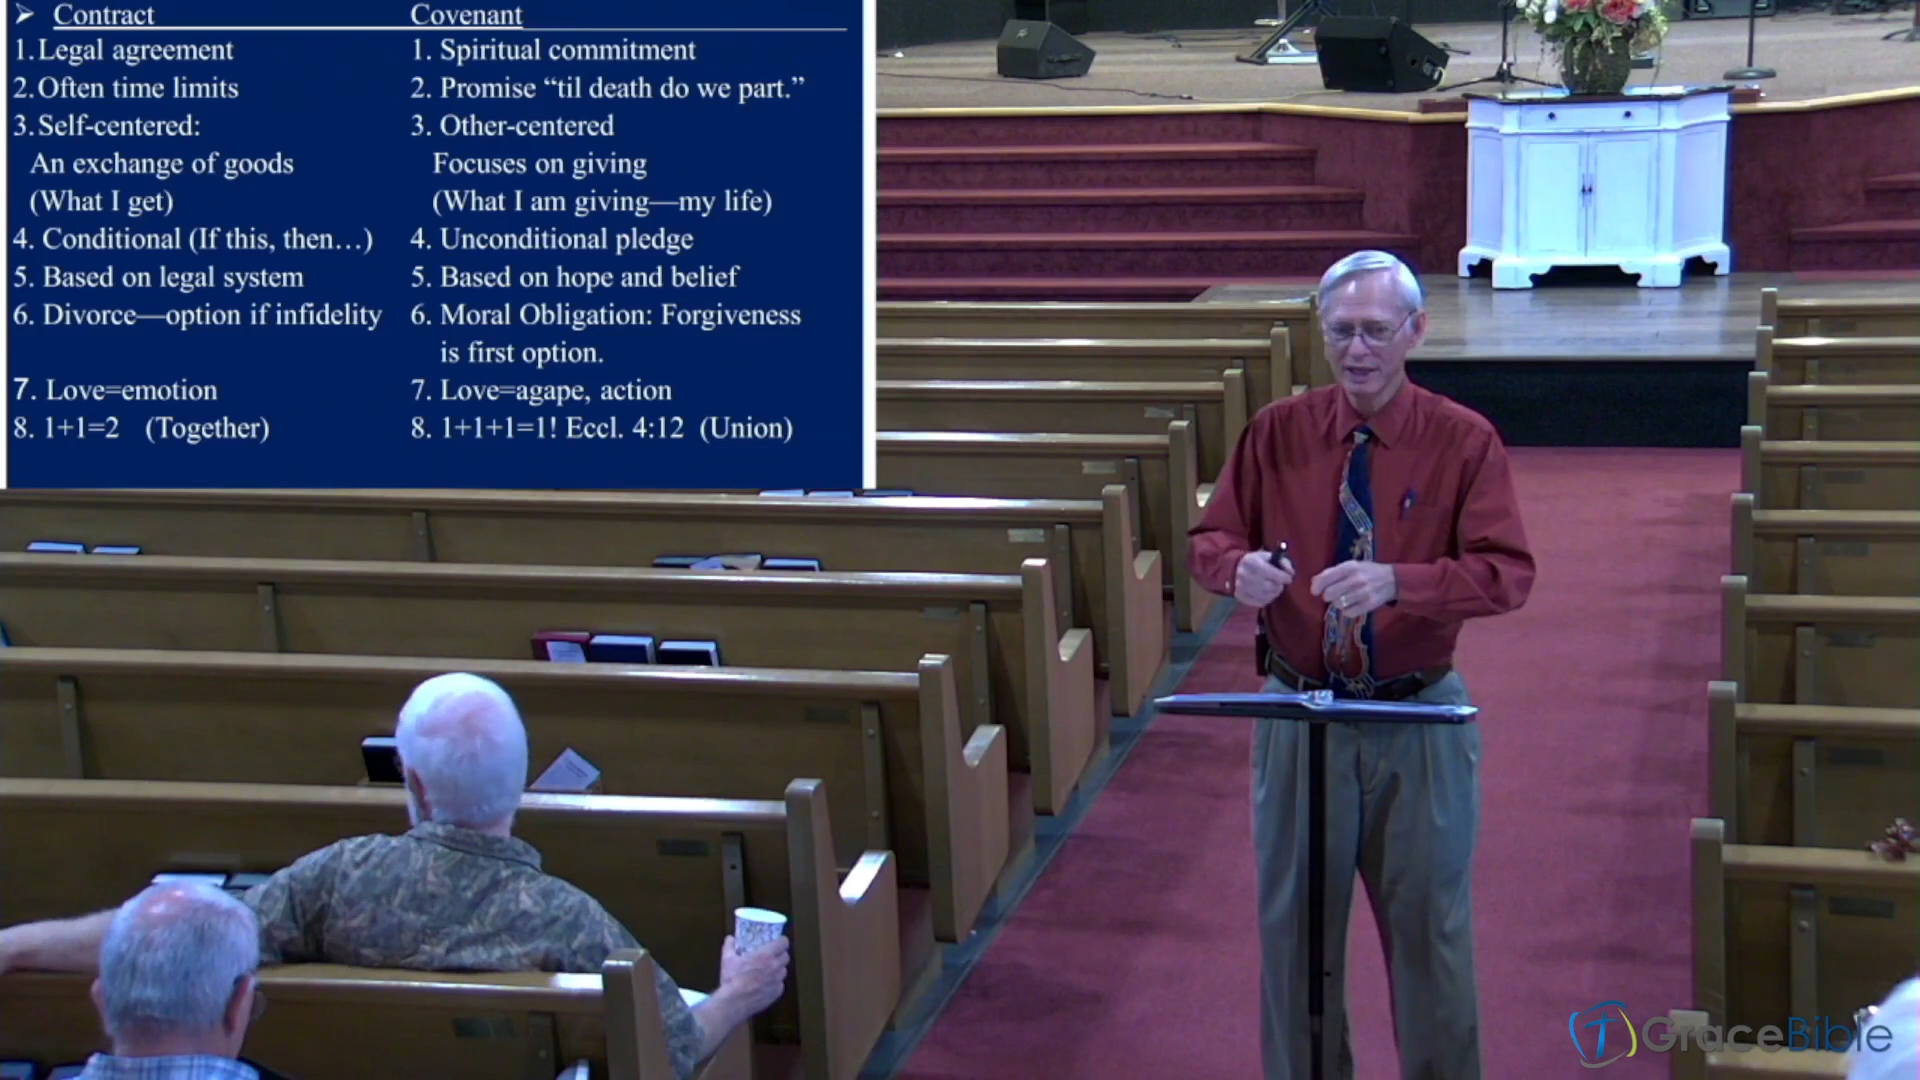 ➢ Contract Covenant
1. Legal agreement 1. Spiritual commitment
2. Often time limits 2. Promise “til death do we part.”
3. Self-centered: 3. Other-centered
An exchange of goods Focuses on giving
(What I get) (What I am giving—my life)
4. Conditional (If this, then…) 4. Unconditional pledge
5. Based on legal system 5. Based on hope and belief
6. Divorce—option if infidelity 6. Moral Obligation: Forgiveness
is first option.
7. Love=emotion 7. Love=agape, action
8. 1+1=2 (Together) 8. 1+1+1=1! Eccl. 4:12 (Union)
GraceBible